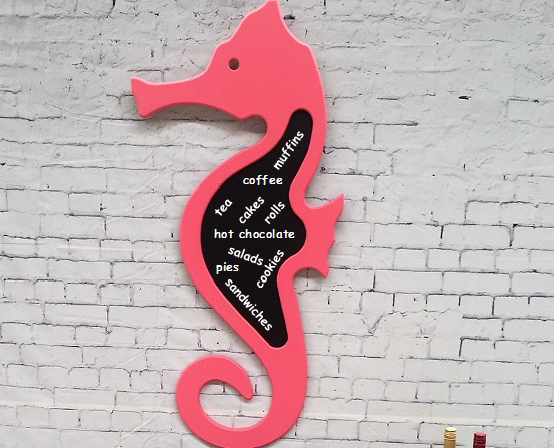 muffins
coffee
tea
cakes
rolls
hot chocolate
salads
cookies
pies
sandwiches